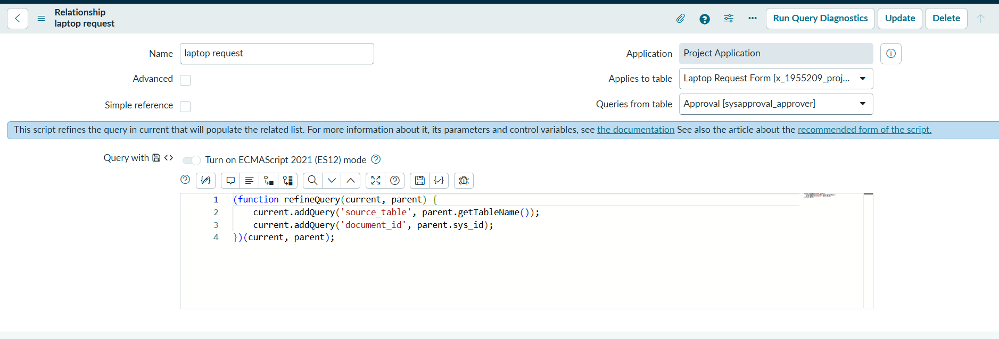 Relationship
laptop request
Run Query Diagnostics
Update
Delete
Name
laptop request
Application
Project Application
Advanced
Applies to table
Laptop Request Form [x_1955209_proj...
Simple reference
Queries from table
Approval [sysapproval_approver]
This script refines the query in current that will populate the related list. For more information about it, its parameters and control variables, see the documentation See also the article about the recommended form of the script.
Query with
Turn on ECMAScript 2021 (ES12) mode
1 (function refineQuery(current, parent) {
2     current.addQuery('source_table', parent.getTableName());
3     current.addQuery('document_id', parent.sys_id);
4 })(current, parent);